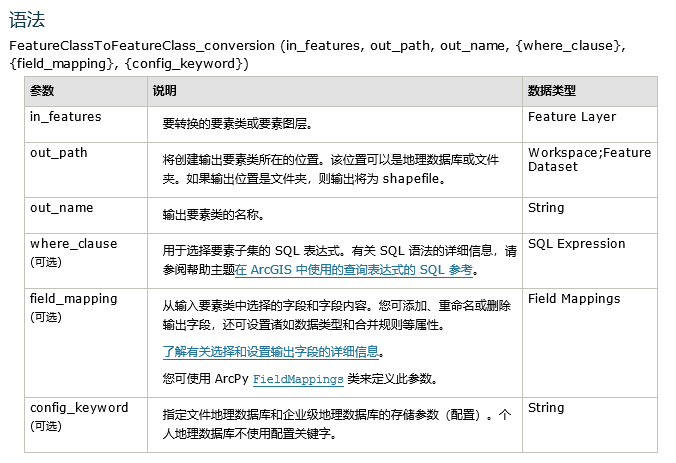 语法
FeatureClassToFeatureClass_conversion (in_features, out_path, out_name, {where_clause},
{field_mapping}, {config_keyword})
参数 说明 数据类型
in_features 要转换的要素类或要素图层。 Feature Layer
out_path 将创建输出要素类所在的位置。该位置可以是地理数据库或文件 Workspace;Feature
夹。如果输出位置是文件夹，则输出将为 shapefile。 Dataset
out_name 输出要素类的名称。 String
where_clause 用于选择要素子集的 SQL 表达式。有关 SQL 语法的详细信息，请 SQL Expression
(可选) 参阅帮助主题在 ArcGIS 中使用的查询表达式的 SQL 参考。
field_mapping 从输入要素类中选择的字段和字段内容。您可添加、重命名或删除 Field Mappings
(可选) 输出字段，还可设置诸如数据类型和合并规则等属性。
了解有关选择和设置输出字段的详细信息。
您可使用 ArcPy FieldMappings 类来定义此参数。
config_keyword 指定文件地理数据库和企业级地理数据库的存储参数（配置）。个 String
(可选) 人地理数据库不使用配置关键字。